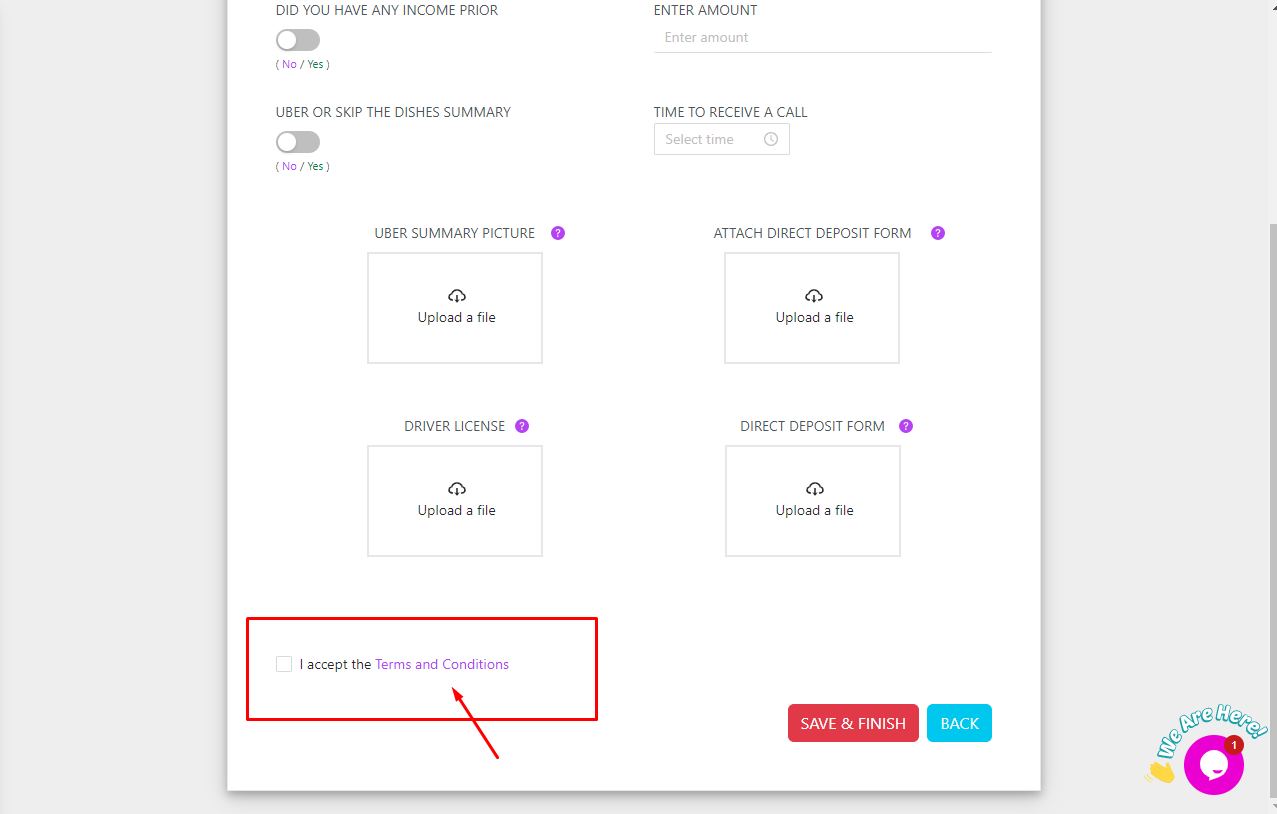 DID YOU HAVE ANY INCOME PRIOR
ENTER AMOUNT
Enter amount
( No / Yes )
UBER OR SKIP THE DISHES SUMMARY
TIME TO RECEIVE A CALL
Select time
( No / Yes )
UBER SUMMARY PICTURE ?
ATTACH DIRECT DEPOSIT FORM ?
Upload a file
Upload a file
DRIVER LICENSE ?
DIRECT DEPOSIT FORM ?
Upload a file
Upload a file
I accept the Terms and Conditions
SAVE & FINISH
BACK
We Are Here!
1